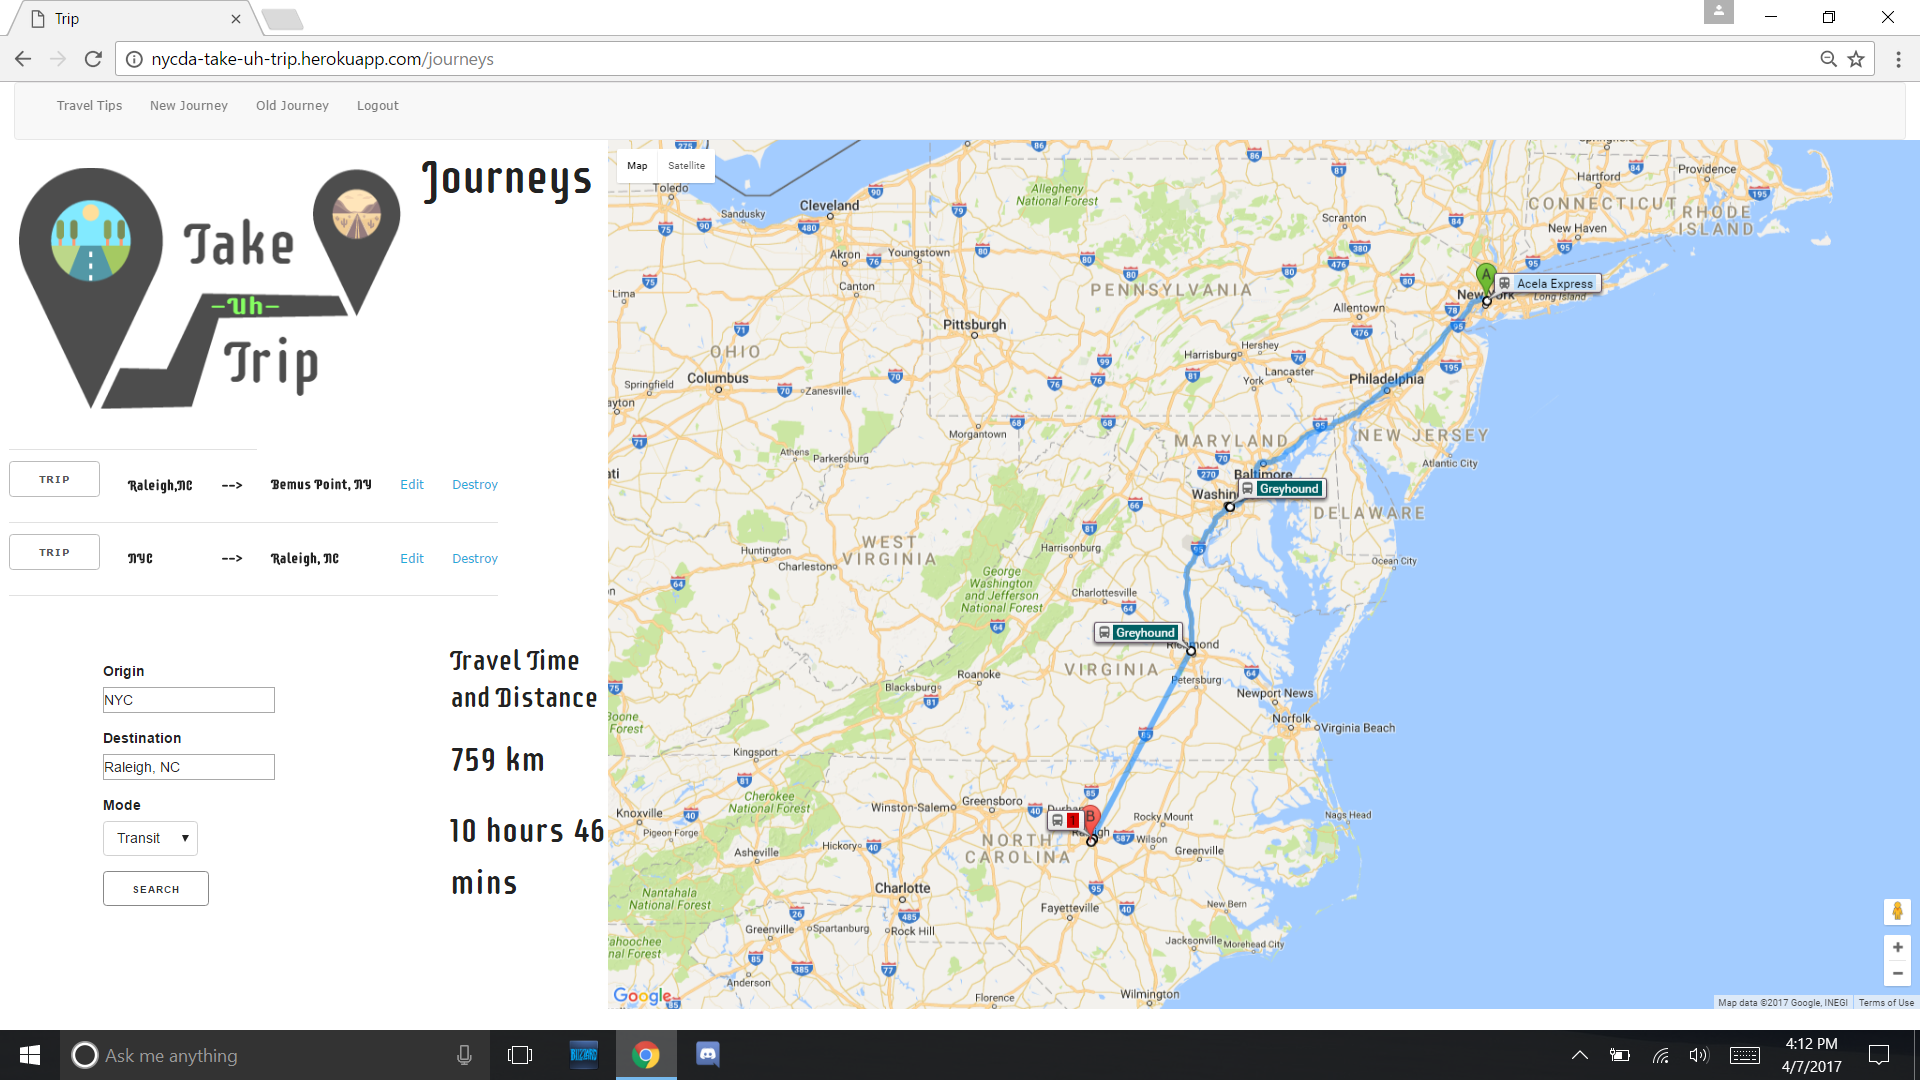 Trip
nycda-take-uh-trip.herokuapp.com/journeys
Travel Tips New Journey Old Journey Logout
Take
-Uh-
Trip
Journeys
TRIP Raleigh,NC --> Bemus Point, NY Edit Destroy
TRIP NYC --> Raleigh, NC Edit Destroy
Origin
NYC
Destination
Raleigh, NC
Mode
Transit
SEARCH
Travel Time
and Distance
759 km
10 hours 46
mins
Map Satellite
Toledo
Sandusky
Cleveland
Akron
Youngstown
Canton
Lima
OHIO
Columbus
Springfield
Zanesville
Athens
Parkersburg
Pittsburgh
Morgantown
Allegheny
National Forest
PENNSYLVANIA
Scranton
Allentown
Harrisburg
Hershey
Lancaster
York
Philadelphia
Hartford
Providence
CONNECTICUT
RHODE
ISLAND
New Haven
A
Acela Express
Long Island
NEW JERSEY
Atlantic City
MARYLAND
Baltimore
Greyhound
DELAWARE
Ocean City
WEST
VIRGINIA
Huntington
Charleston
Harrisonburg
George
Washington
and Jefferson
National Forest
Charlottesville
Greyhound
VIRGINIA
Petersburg
Roanoke
Blacksburg
Newport News
Norfolk
Virginia Beach
Kingsport
Boone
Forest
Cherokee
National Forest
Knoxville
Pigeon Forge
Winston-Salem
Greensboro
B
1
Rocky Mount
Wilson
Greenville
Nags Head
NORTH
CAROLINA
Hickory
Asheville
Charlotte
Fayetteville
New Bern
Nantahala
National Forest
Greenville
Spartanburg
Rock Hill
Jacksonville
Morehead City
Anderson
Florence
Wilmington
Google
Map data ©2017 Google, INEGI Terms of Use
Ask me anything
BLIZZARD
4:12 PM
4/7/2017